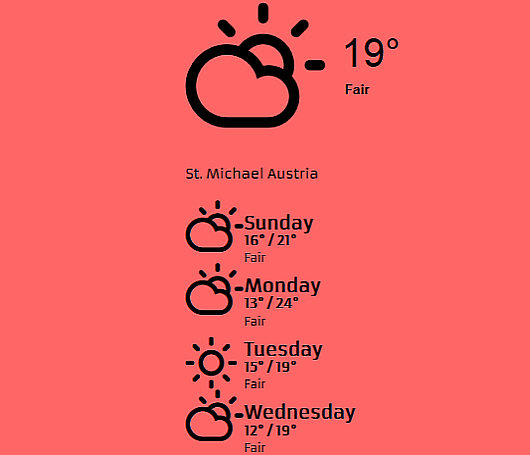 19°
Fair
St. Michael Austria
Sunday
16° / 21°
Fair
Monday
13° / 24°
Fair
Tuesday
15° / 19°
Fair
Wednesday
12° / 19°
Fair